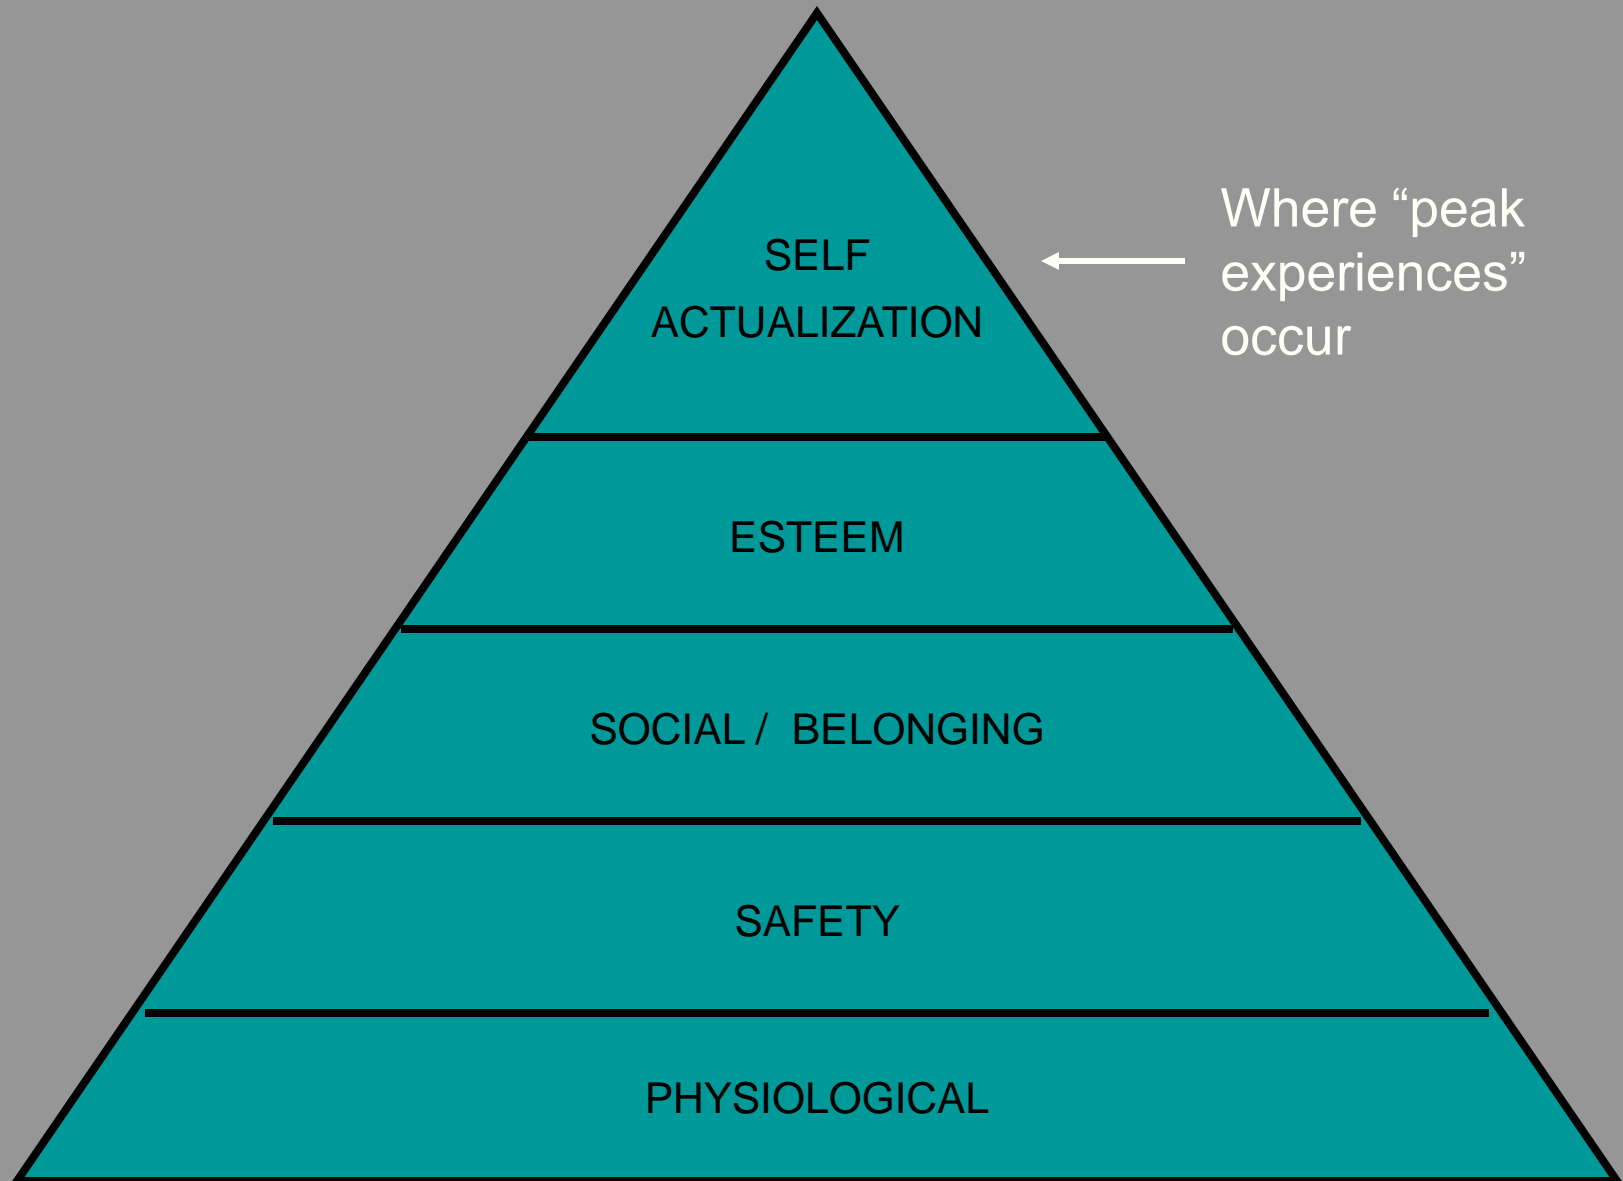 SELF
ACTUALIZATION
Where “peak
experiences”
occur
ESTEEM
SOCIAL / BELONGING
SAFETY
PHYSIOLOGICAL